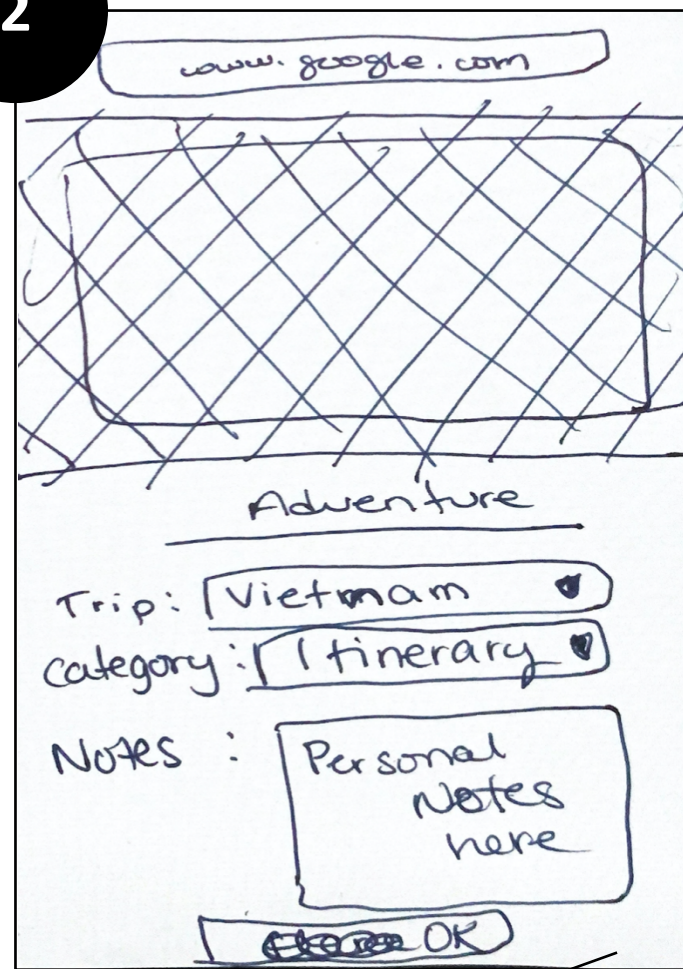 2
www.google.com
Adventure
Trip: Vietnam
Category: Itinerary
Notes : Personal
Notes
here
OK